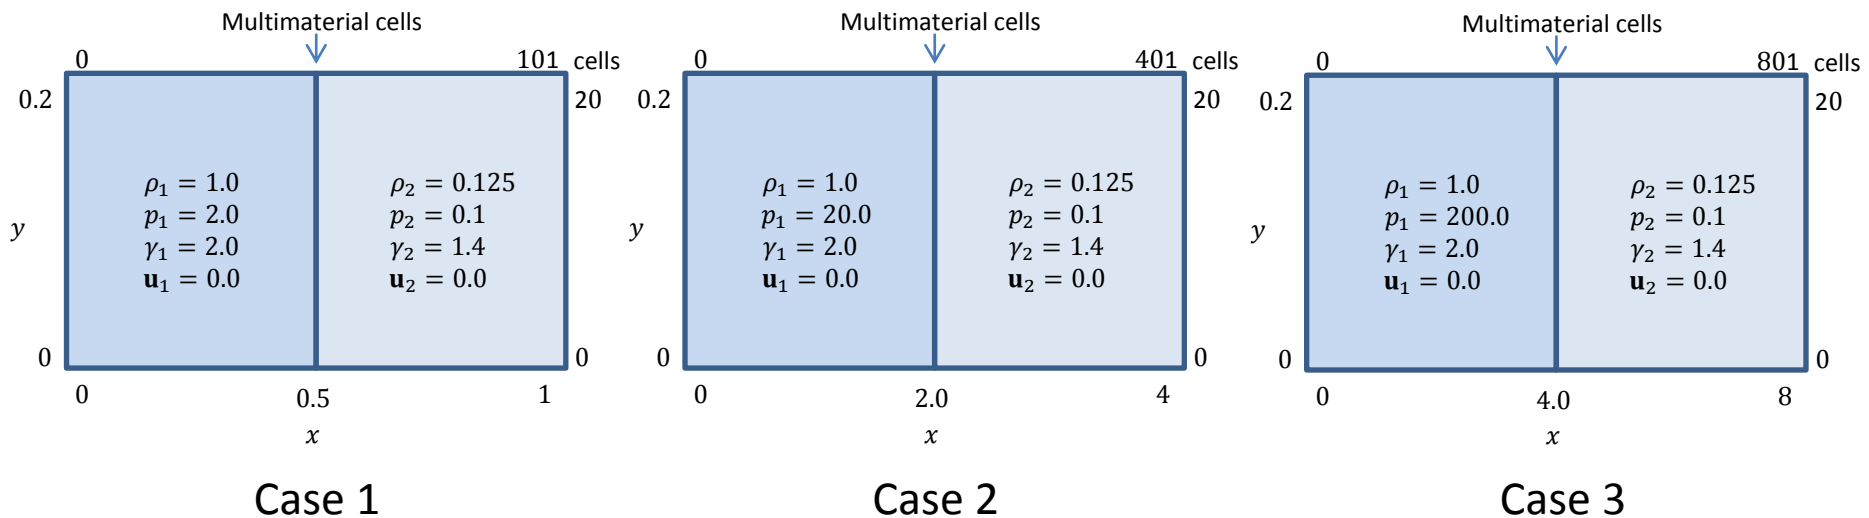 Multimaterial cells
0 101 cells
0.2 20
ρ₁ = 1.0 ρ₂ = 0.125
p₁ = 2.0 p₂ = 0.1
y γ₁ = 2.0 γ₂ = 1.4
𝐮₁ = 0.0 𝐮₂ = 0.0
0 0
0 0.5 1
x
Case 1
Multimaterial cells
0 401 cells
0.2 20
ρ₁ = 1.0 ρ₂ = 0.125
p₁ = 20.0 p₂ = 0.1
y γ₁ = 2.0 γ₂ = 1.4
𝐮₁ = 0.0 𝐮₂ = 0.0
0 0
0 2.0 4
x
Case 2
Multimaterial cells
0 801 cells
0.2 20
ρ₁ = 1.0 ρ₂ = 0.125
p₁ = 200.0 p₂ = 0.1
y γ₁ = 2.0 γ₂ = 1.4
𝐮₁ = 0.0 𝐮₂ = 0.0
0 0
0 4.0 8
x
Case 3